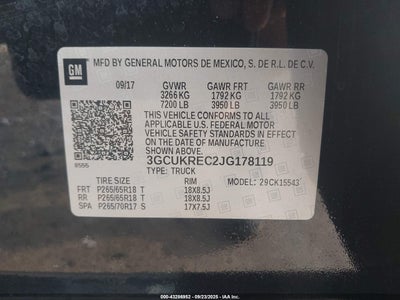 GM
MFD BY GENERAL MOTORS DE MEXICO, S. DE R.L. DE C.V.
09/17 GVWR GAWR FRT GAWR RR
3266 KG 1792 KG 1792 KG
7200 LB 3950 LB 3950 LB
THIS VEHICLE CONFORMS TO ALL APPLICABLE U.S. FEDERAL MOTOR VEHICLE SAFETY STANDARDS IN EFFECT ON THE DATE OF MANUFACTURE SHOWN ABOVE.
3GCUKREC2JG178119
8555 TYPE: TRUCK
TIRE SIZE RIM MODEL: 29CK15543
FRT P265/65R18 T 18X8.5J
RR P265/65R18 T 18X8.5J
SPA P265/70R17 S 17X7.5J
©IAA 000-43286952 - 09/23/2025 - IAAI.com